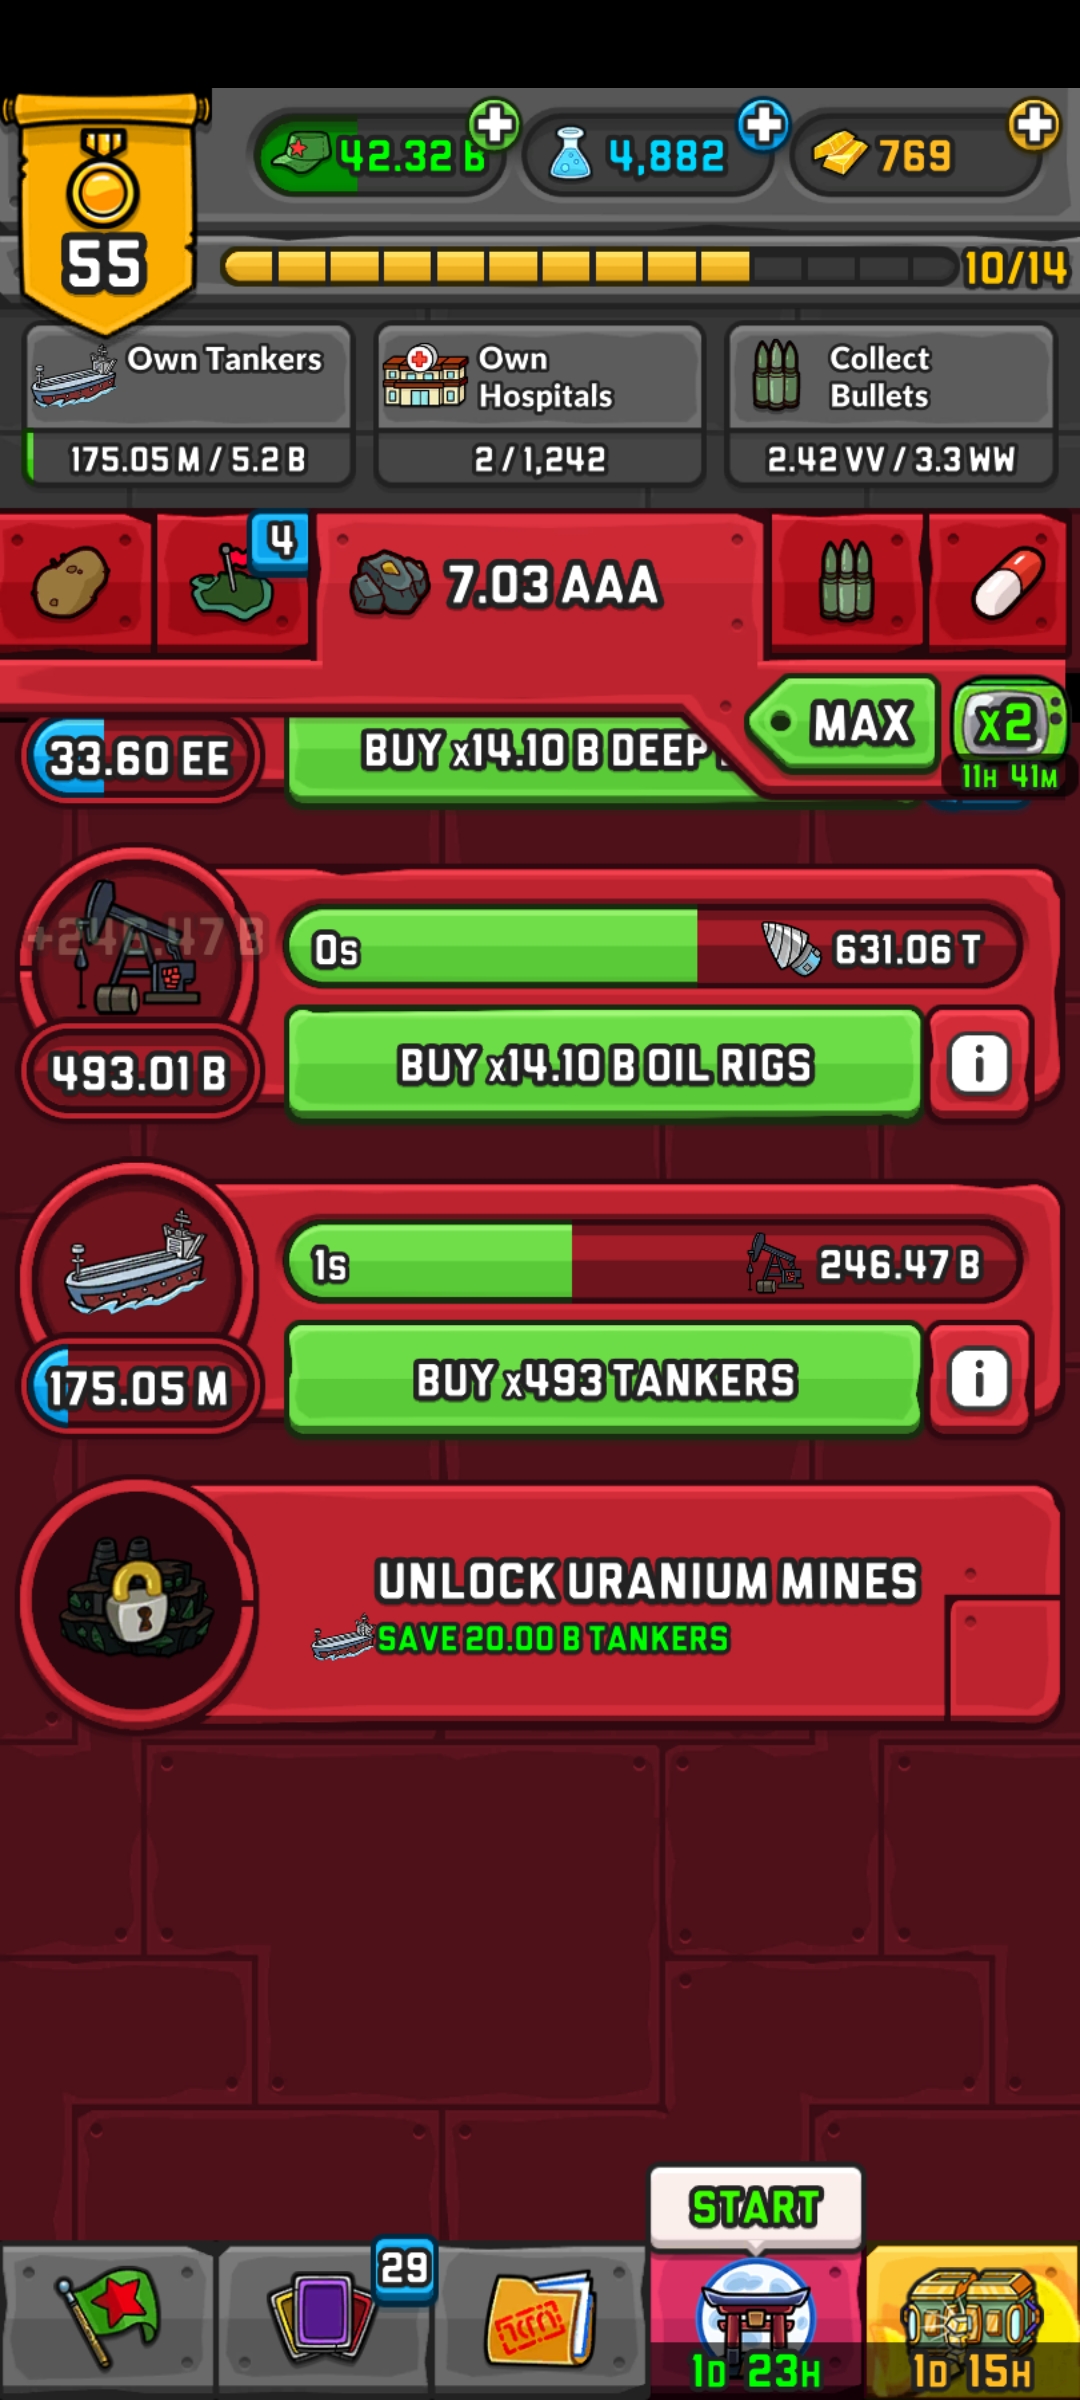 42.32 B
4,882
769
55
10/14
Own Tankers
175.05 M / 5.2 B
Own
Hospitals
2 / 1,242
Collect
Bullets
2.42 VV / 3.3 WW
4
7.03 AAA
MAX
x2
11H 41M
33.60 EE
BUY x14.10 B DEEP
+246.47 B
0s
631.06 T
493.01 B
BUY x14.10 B OIL RIGS
i
1s
246.47 B
175.05 M
BUY x493 TANKERS
i
UNLOCK URANIUM MINES
SAVE 20.00 B TANKERS
START
29
1D 23H
1D 15H